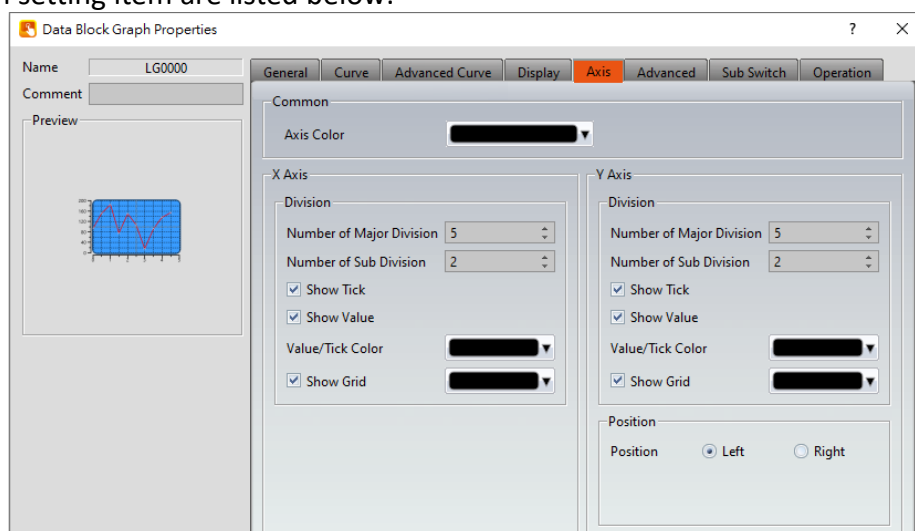 setting item are listed below.
Data Block Graph Properties ? ×
Name LG0000
Comment
Preview
General Curve Advanced Curve Display Axis Advanced Sub Switch Operation
Common
Axis Color
X Axis
Division
Number of Major Division 5
Number of Sub Division 2
Show Tick
Show Value
Value/Tick Color
Show Grid
Y Axis
Division
Number of Major Division 5
Number of Sub Division 2
Show Tick
Show Value
Value/Tick Color
Show Grid
Position
Position Left Right